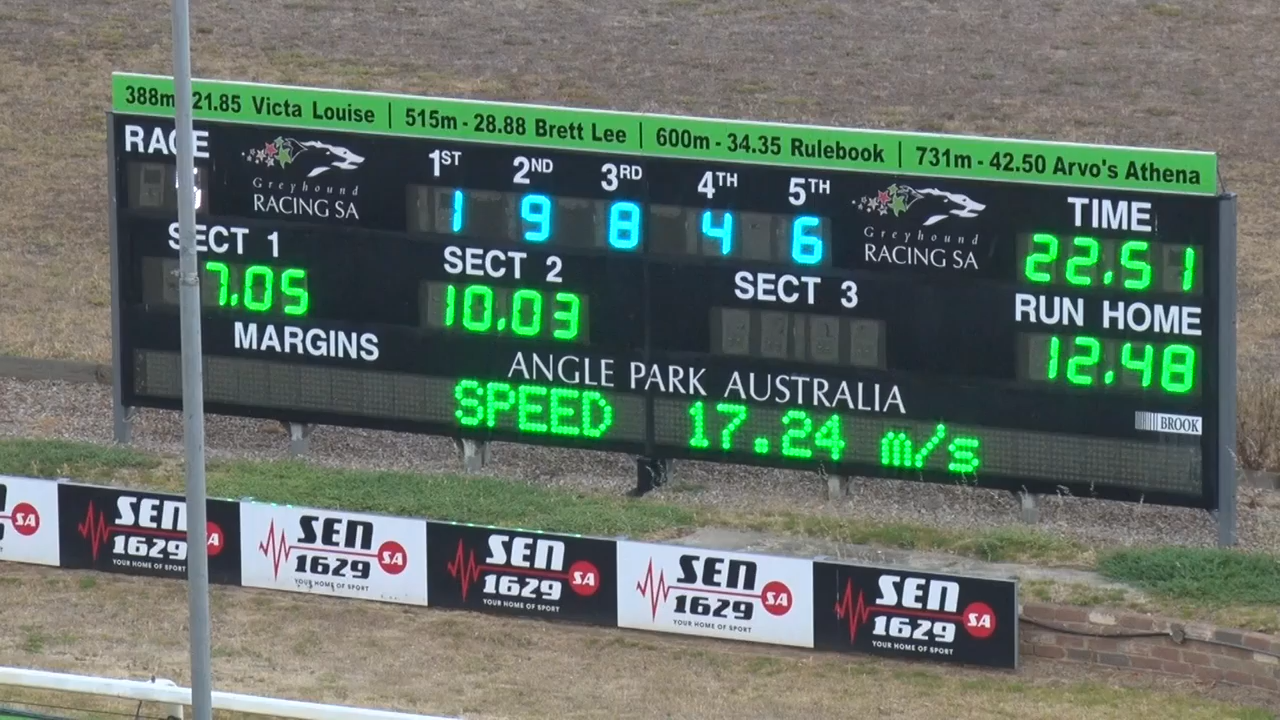 388m 21.85 Victa Louise | 515m - 28.88 Brett Lee | 600m - 34.35 Rulebook | 731m - 42.50 Arvo's Athena
RACE
Greyhound
RACING SA
1ST 2ND 3RD 4TH 5TH
1 9 8 4 6
Greyhound
RACING SA
TIME
22.51
SECT 1
7.05
SECT 2
10.03
SECT 3
RUN HOME
12.48
MARGINS
ANGLE PARK AUSTRALIA
SPEED 17.24 m/s
BROOK
SA
SEN
1629
SA
YOUR HOME OF SPORT
SEN
1629
SA
YOUR HOME OF SPORT
SEN
1629
SA
YOUR HOME OF SPORT
SEN
1629
SA
YOUR HOME OF SPORT
SEN
1629
SA
YOUR HOME OF SPORT